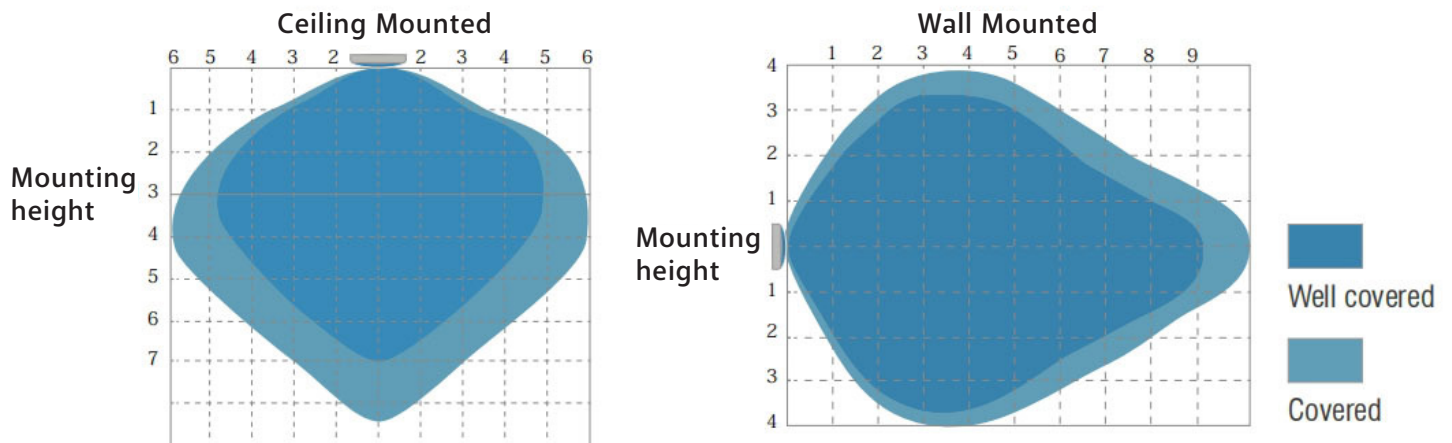 Ceiling Mounted
6 5 4 3 2 2 3 4 5 6
1
2
Mounting
height
3
4
5
6
7
Wall Mounted
1 2 3 4 5 6 7 8 9
4
3
2
1
Mounting
height
1
2
3
4
Well covered
Covered